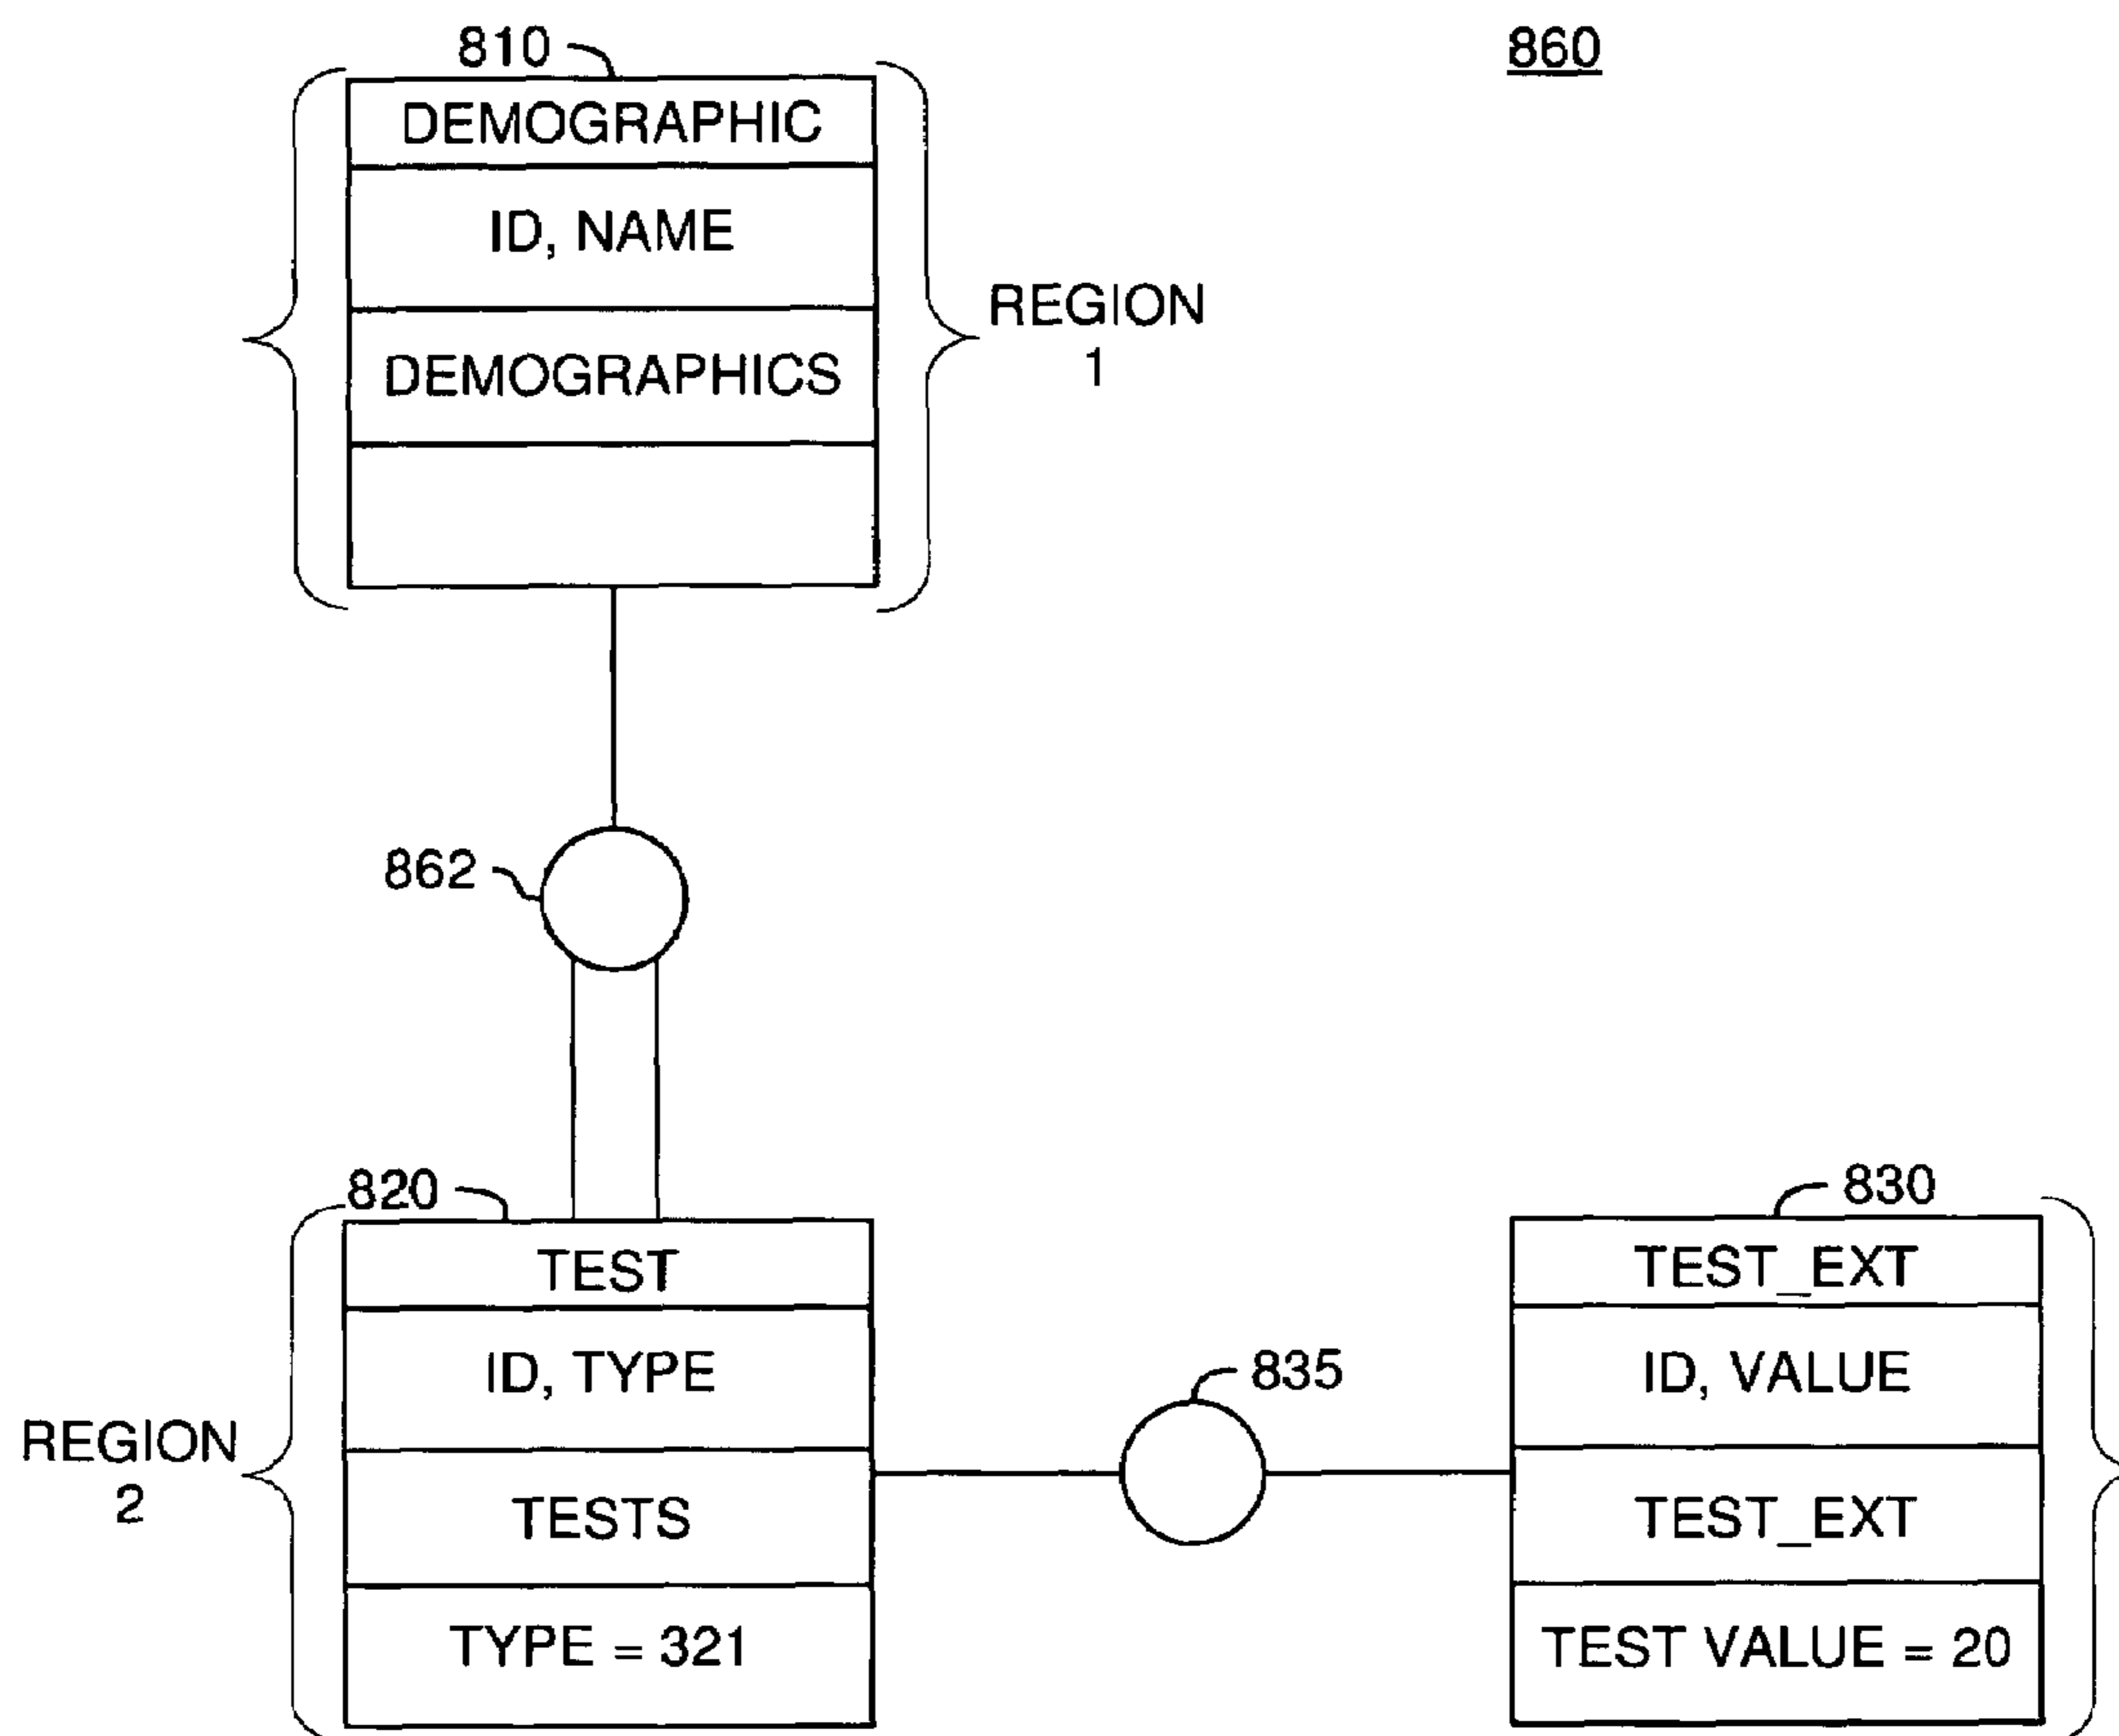 810
860
DEMOGRAPHIC
ID, NAME
DEMOGRAPHICS
REGION
1
862
820
TEST
ID, TYPE
TESTS
TYPE = 321
REGION
2
835
830
TEST_EXT
ID, VALUE
TEST_EXT
TEST VALUE = 20